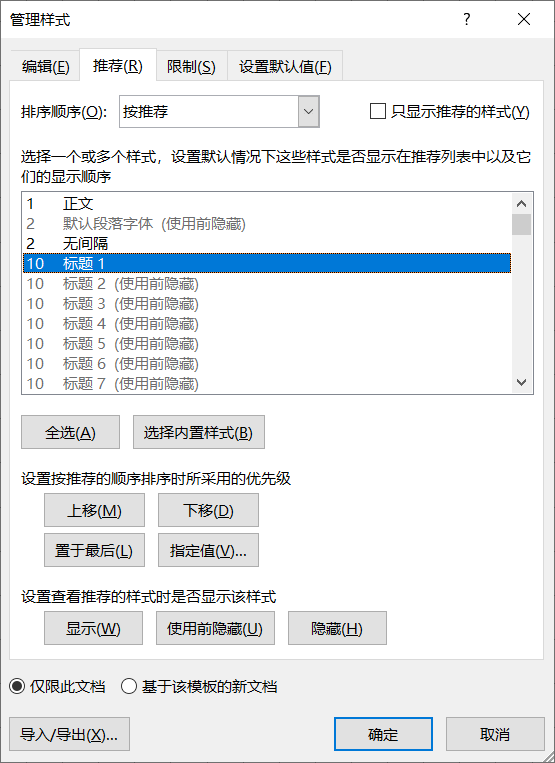 管理样式 ?
编辑(E) 推荐(R) 限制(S) 设置默认值(F)
排序顺序(O): 按推荐 只显示推荐的样式(Y)
选择一个或多个样式，设置默认情况下这些样式是否显示在推荐列表中以及它
们的显示顺序
1 正文
2 默认段落字体 (使用前隐藏)
2 无间隔
10 标题 1
10 标题 2 (使用前隐藏)
10 标题 3 (使用前隐藏)
10 标题 4 (使用前隐藏)
10 标题 5 (使用前隐藏)
10 标题 6 (使用前隐藏)
10 标题 7 (使用前隐藏)
全选(A) 选择内置样式(B)
设置按推荐的顺序排序时所采用的优先级
上移(M) 下移(D)
置于最后(L) 指定值(V)...
设置查看推荐的样式时是否显示该样式
显示(W) 使用前隐藏(U) 隐藏(H)
仅限此文档 基于该模板的新文档
导入/导出(X)... 确定 取消